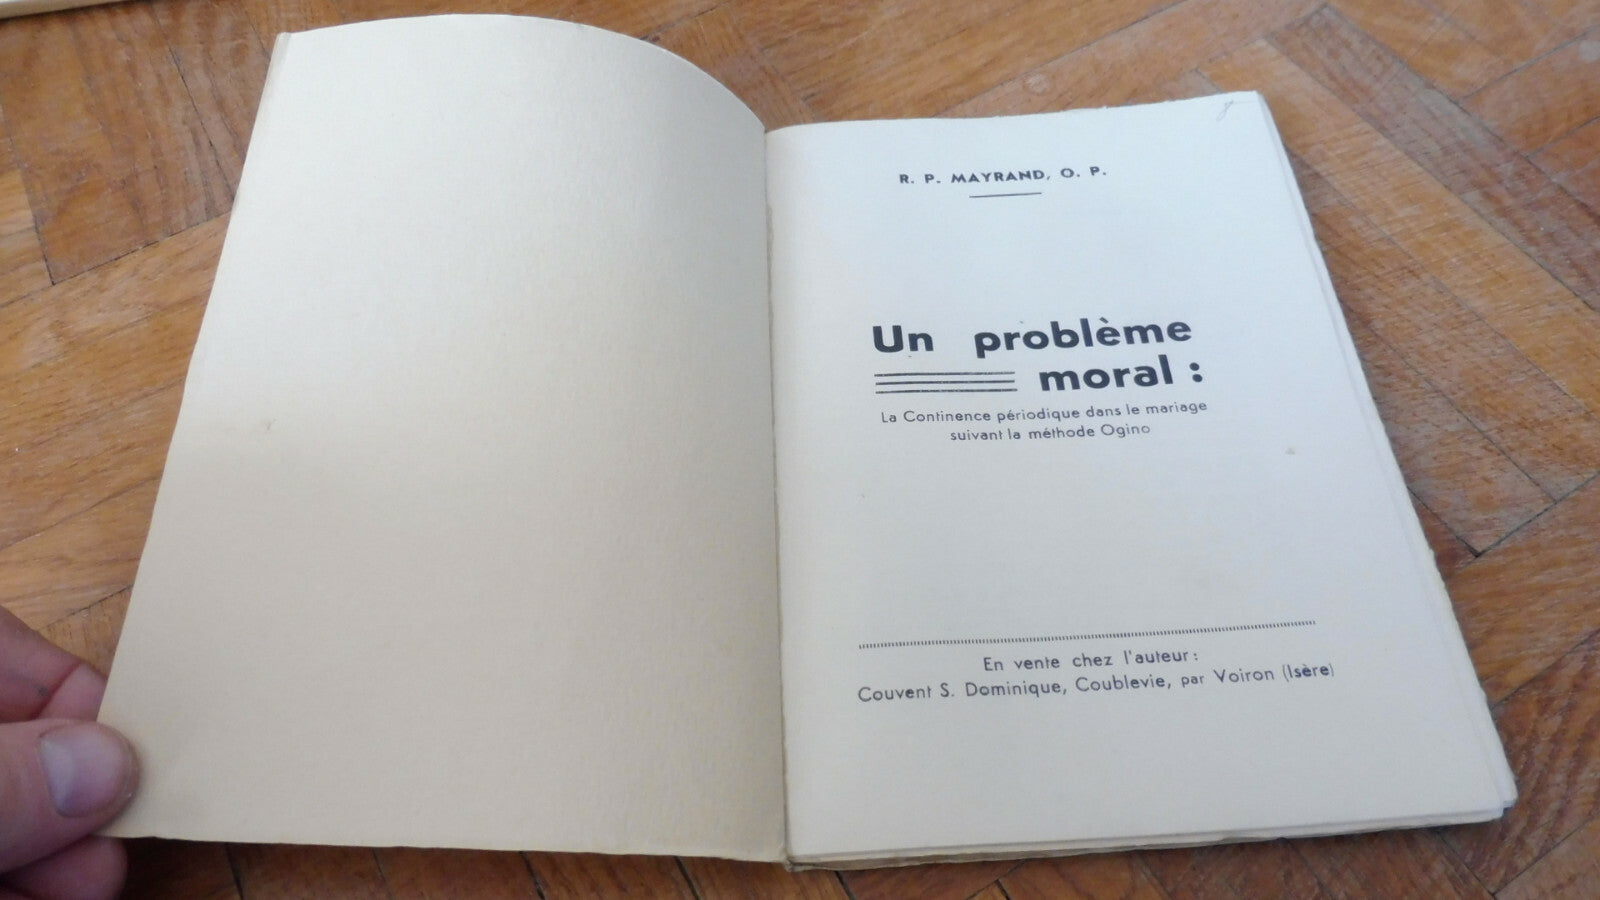 R. P. MAYRAND, O. P.
Un problème
moral :
La Continence périodique dans le mariage
suivant la méthode Ogino
En vente chez l'auteur :
Couvent S. Dominique, Coublevie, par Voiron (Isère)